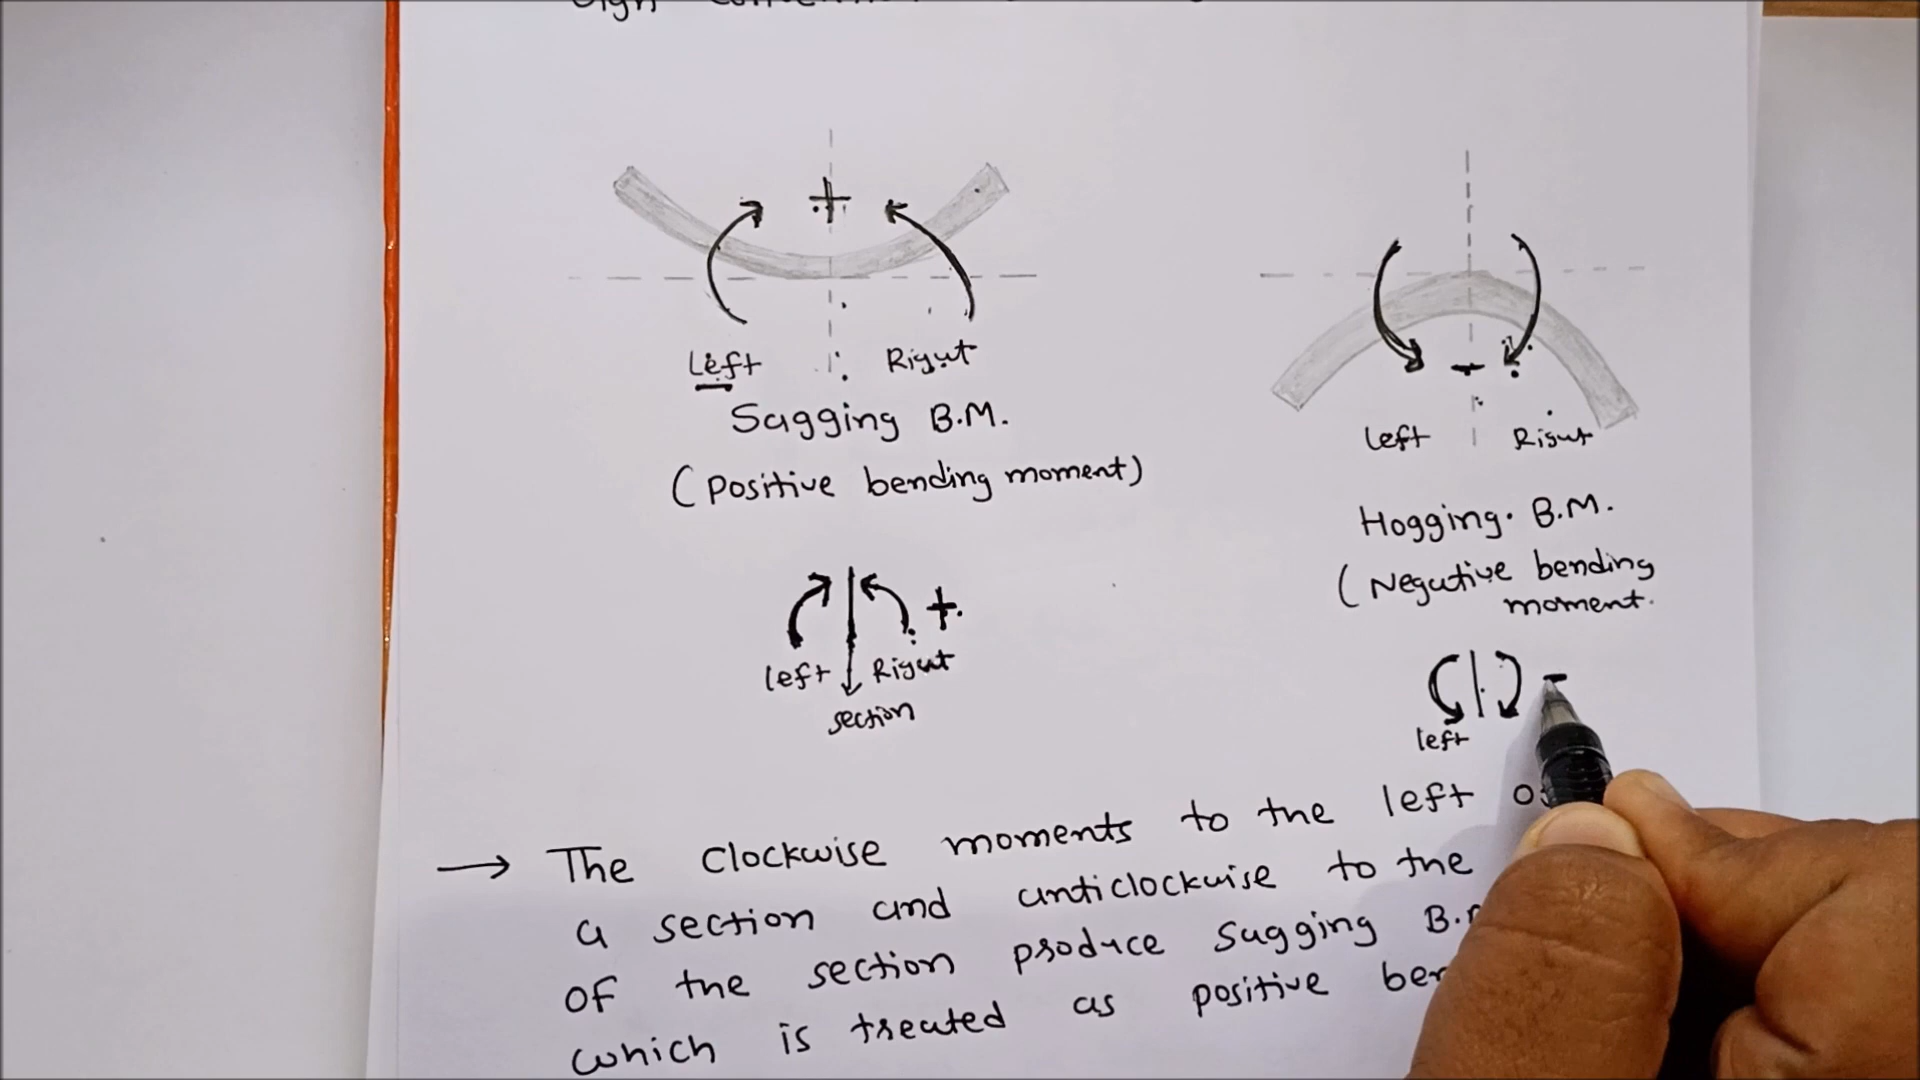 +
Left Right
Sagging B.M.
(Positive bending moment)
-
left Right
Hogging. B.M.
(Negative bending
moment.
+
left Right
section
-
left
→ The clockwise moments to the left
a section and anticlockwise to the
of the section produce sagging
which is treated as positive